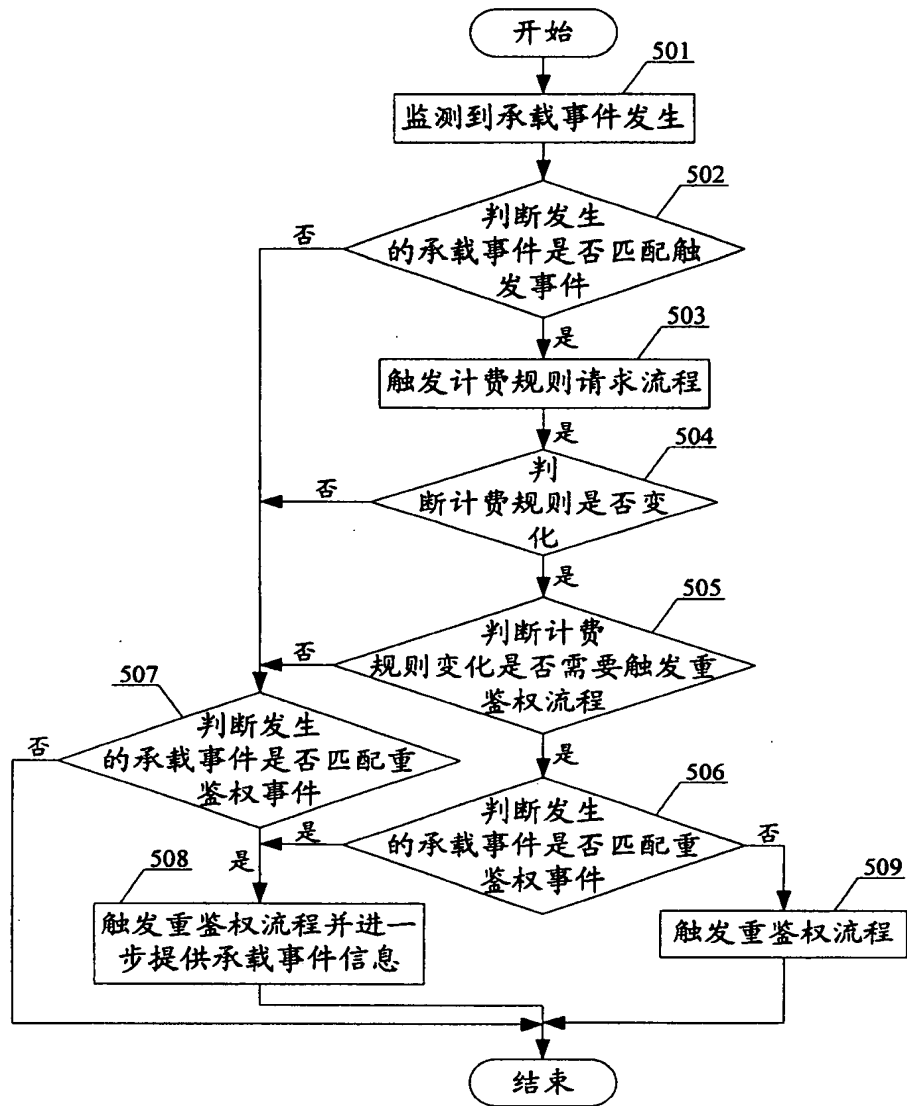 开始
501
监测到承载事件发生
502
判断发生
的承载事件是否匹配触
发事件
否
是
503
触发计费规则请求流程
是
504
判
断计费规则是否变
化
否
是
505
判断计费
规则变化是否需要触发重
鉴权流程
否
是
507
判断发生
的承载事件是否匹配重
鉴权事件
否
是
506
判断发生
的承载事件是否匹配重
鉴权事件
是
否
508
触发重鉴权流程并进一
步提供承载事件信息
509
触发重鉴权流程
结束